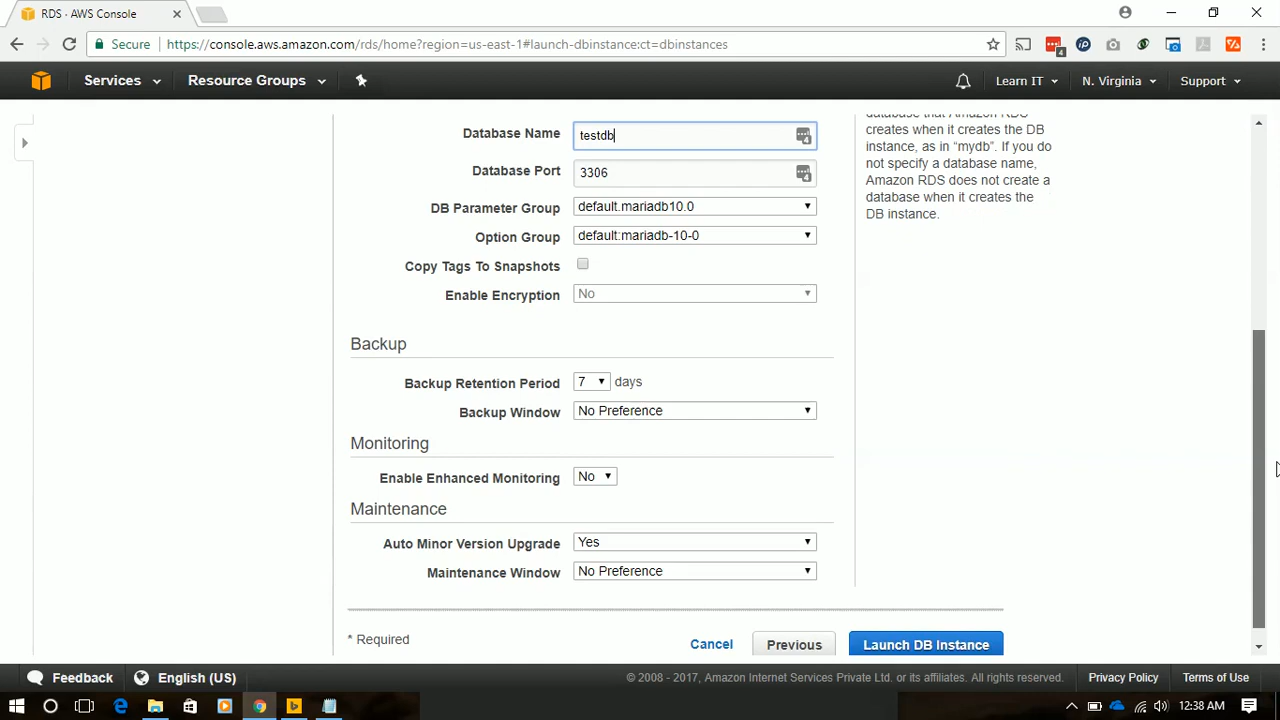 RDS - AWS Console
Secure https://console.aws.amazon.com/rds/home?region=us-east-1#launch-dbinstance:ct=dbinstances
4
Services Resource Groups Learn IT N. Virginia Support
Database Name testdb
4
Database Port 3306
4
DB Parameter Group default.mariadb10.0
Option Group default:mariadb-10-0
Copy Tags To Snapshots
Enable Encryption No
database that Amazon RDS
creates when it creates the DB
instance, as in “mydb”. If you do
not specify a database name,
Amazon RDS does not create a
database when it creates the
DB instance.
Backup
Backup Retention Period 7 days
Backup Window No Preference
Monitoring
Enable Enhanced Monitoring No
Maintenance
Auto Minor Version Upgrade Yes
Maintenance Window No Preference
* Required Cancel Previous Launch DB Instance
Feedback English (US) © 2008 - 2017, Amazon Internet Services Private Ltd. or its affiliates. All rights reserved. Privacy Policy Terms of Use
12:38 AM